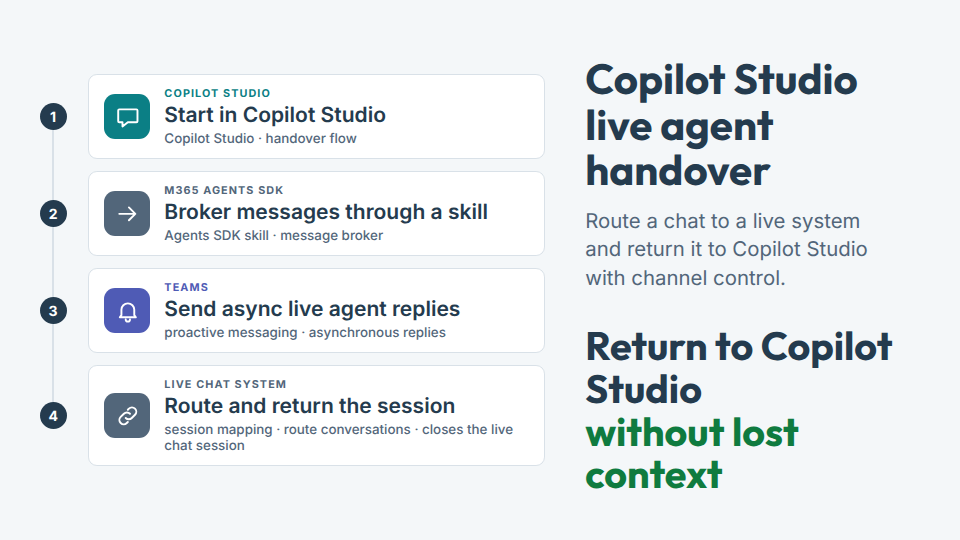 1
COPILOT STUDIO
Start in Copilot Studio
Copilot Studio · handover flow
2
M365 AGENTS SDK
Broker messages through a skill
Agents SDK skill · message broker
3
TEAMS
Send async live agent replies
proactive messaging · asynchronous replies
4
LIVE CHAT SYSTEM
Route and return the session
session mapping · route conversations · closes the live
chat session
Copilot Studio
live agent
handover
Route a chat to a live system
and return it to Copilot Studio
with channel control.
Return to Copilot
Studio
without lost
context